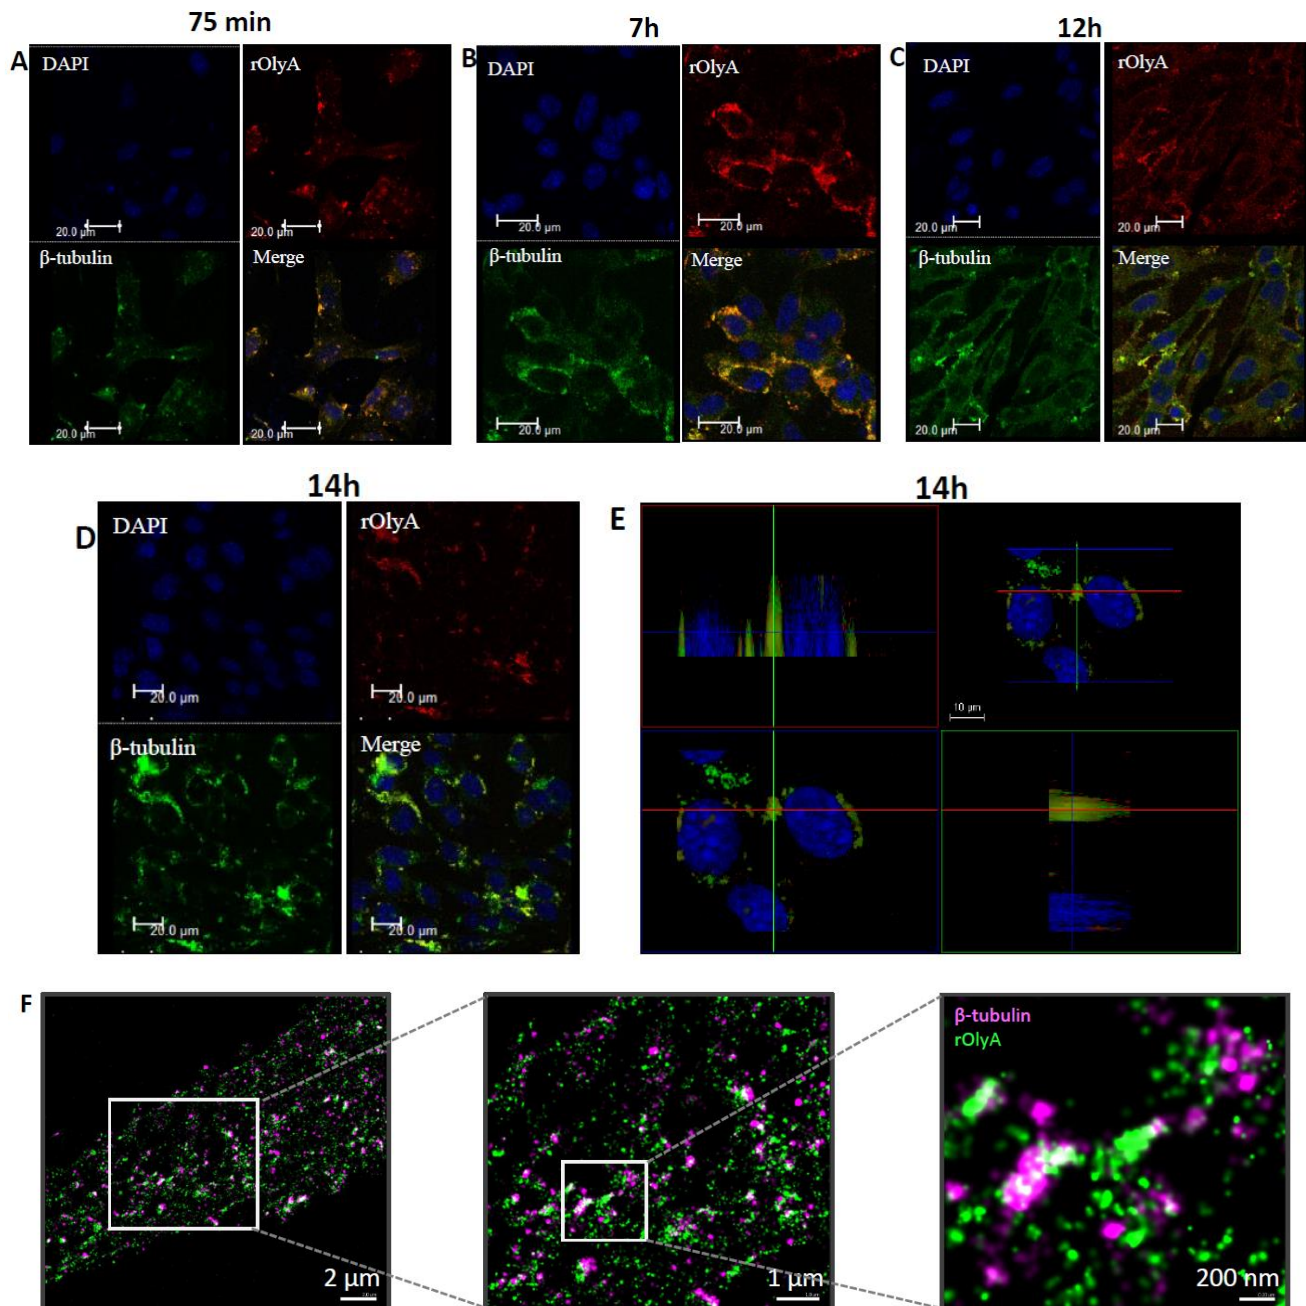 75 min
7h
12h
A
DAPI
rOlyA
20.0 µm
20.0 µm
β-tubulin
Merge
20.0 µm
20.0 µm
B
DAPI
rOlyA
20.0 µm
20.0 µm
β-tubulin
Merge
20.0 µm
20.0 µm
C
DAPI
rOlyA
20.0 µm
20.0 µm
β-tubulin
Merge
20.0 µm
20.0 µm
14h
14h
D
DAPI
rOlyA
20.0 µm
20.0 µm
β-tubulin
Merge
20.0 µm
20.0 µm
E
10 µm
F
2 µm
1 µm
β-tubulin
rOlyA
200 nm